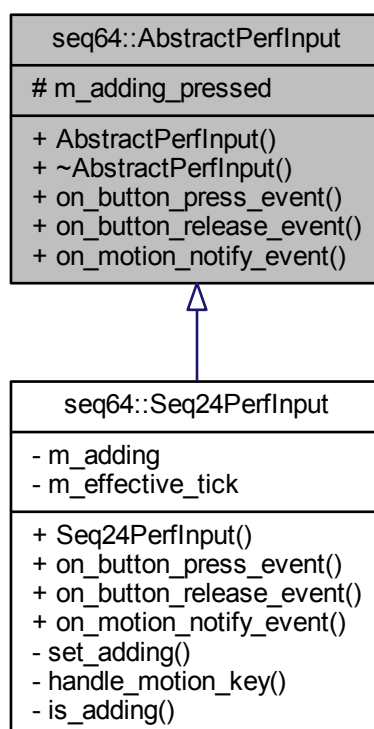 seq64::AbstractPerfInput
# m_adding_pressed
+ AbstractPerfInput()
+ ~AbstractPerfInput()
+ on_button_press_event()
+ on_button_release_event()
+ on_motion_notify_event()
seq64::Seq24PerfInput
- m_adding
- m_effective_tick
+ Seq24PerfInput()
+ on_button_press_event()
+ on_button_release_event()
+ on_motion_notify_event()
- set_adding()
- handle_motion_key()
- is_adding()